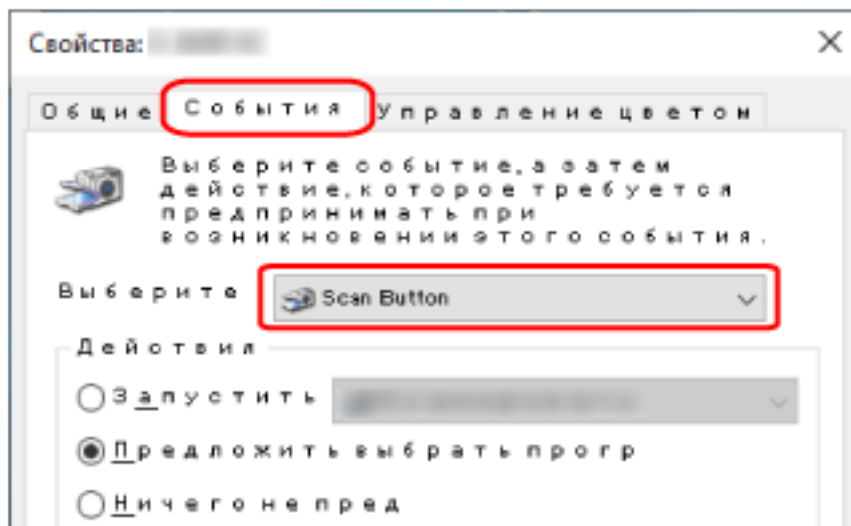 Свойства:
Общие События Управление цветом
Выберите событие, а затем
действие, которое требуется
предпринимать при
возникновении этого события.
Выберите Scan Button
Действия
Запустить
Предложить выбрать прогр
Ничего не пред